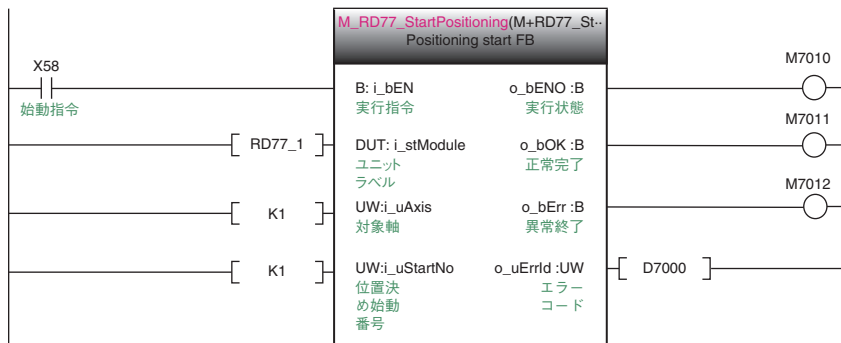 M_RD77_StartPositioning(M+RD77_St··
Positioning start FB
X58
始動指令
B: i_bEN
実行指令
o_bENO :B
実行状態
M7010
RD77_1
DUT: i_stModule
ユニット
ラベル
o_bOK :B
正常完了
M7011
K1
UW:i_uAxis
対象軸
o_bErr :B
異常終了
M7012
K1
UW:i_uStartNo
位置決
め始動
番号
o_uErrId :UW
エラー
コード
D7000